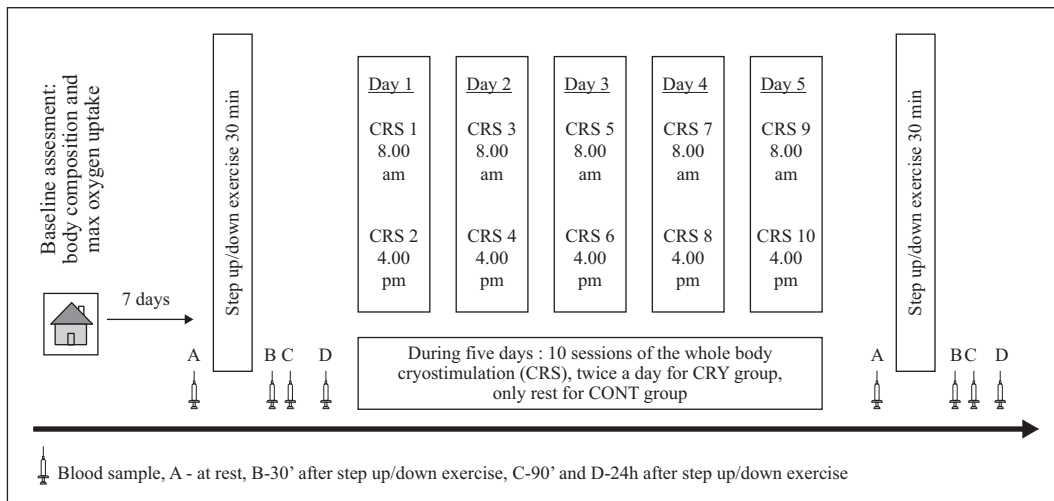 Baseline assesment:
body composition and
max oxygen uptake
7 days
A
Step up/down exercise 30 min
B
C
D
Day 1
CRS 1
8.00
am
CRS 2
4.00
pm
Day 2
CRS 3
8.00
am
CRS 4
4.00
pm
Day 3
CRS 5
8.00
am
CRS 6
4.00
pm
Day 4
CRS 7
8.00
am
CRS 8
4.00
pm
Day 5
CRS 9
8.00
am
CRS 10
4.00
pm
During five days : 10 sessions of the whole body
cryostimulation (CRS), twice a day for CRY group,
only rest for CONT group
A
Step up/down exercise 30 min
B
C
D
Blood sample, A - at rest, B-30’ after step up/down exercise, C-90’ and D-24h after step up/down exercise